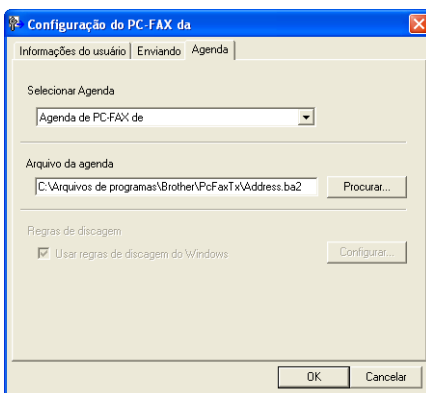 Configuração do PC-FAX da
Informações do usuário Enviando Agenda
Selecionar Agenda
Agenda de PC-FAX de
Arquivo da agenda
C:\Arquivos de programas\Brother\PcFaxTx\Address.ba2 Procurar...
Regras de discagem
Usar regras de discagem do Windows Configurar...
OK Cancelar